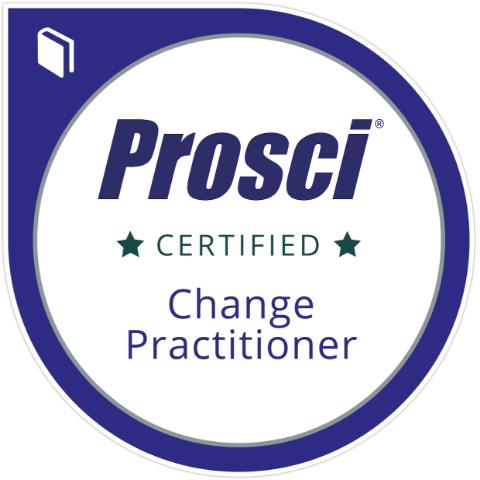 Prosci®
★ CERTIFIED ★
Change
Practitioner